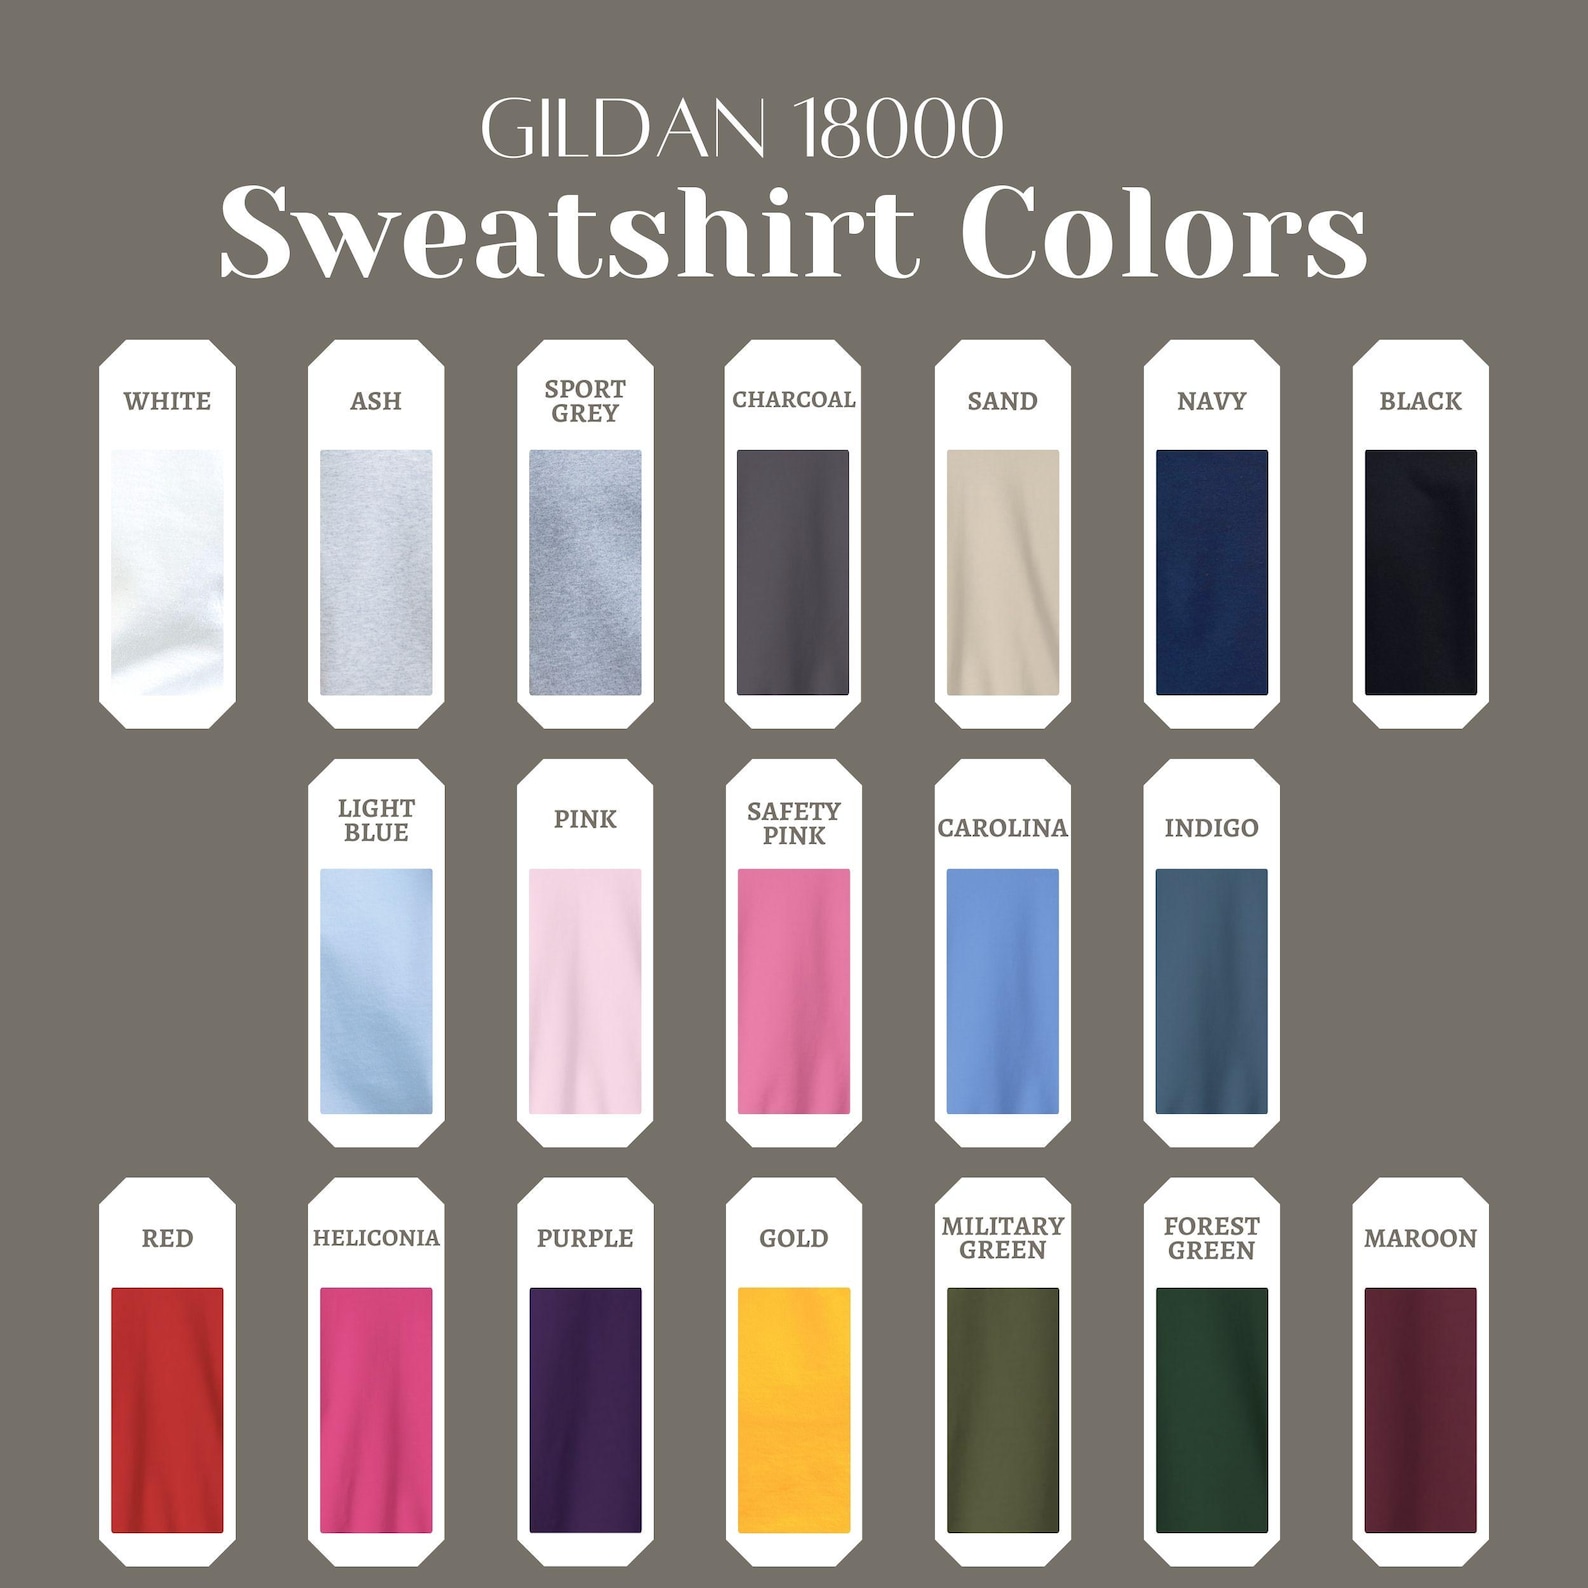 GILDAN 18000
Sweatshirt Colors
WHITE
ASH
SPORT
GREY
CHARCOAL
SAND
NAVY
BLACK
LIGHT
BLUE
PINK
SAFETY
PINK
CAROLINA
INDIGO
RED
HELICONIA
PURPLE
GOLD
MILITARY
GREEN
FOREST
GREEN
MAROON